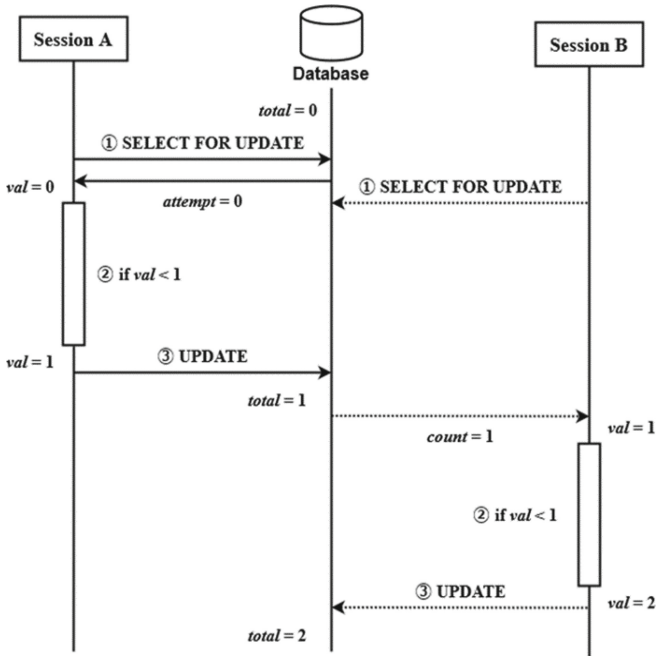 Session A
Database
Session B
total = 0
① SELECT FOR UPDATE
val = 0
attempt = 0
① SELECT FOR UPDATE
② if val < 1
val = 1
③ UPDATE
total = 1
count = 1
val = 1
② if val < 1
③ UPDATE
val = 2
total = 2